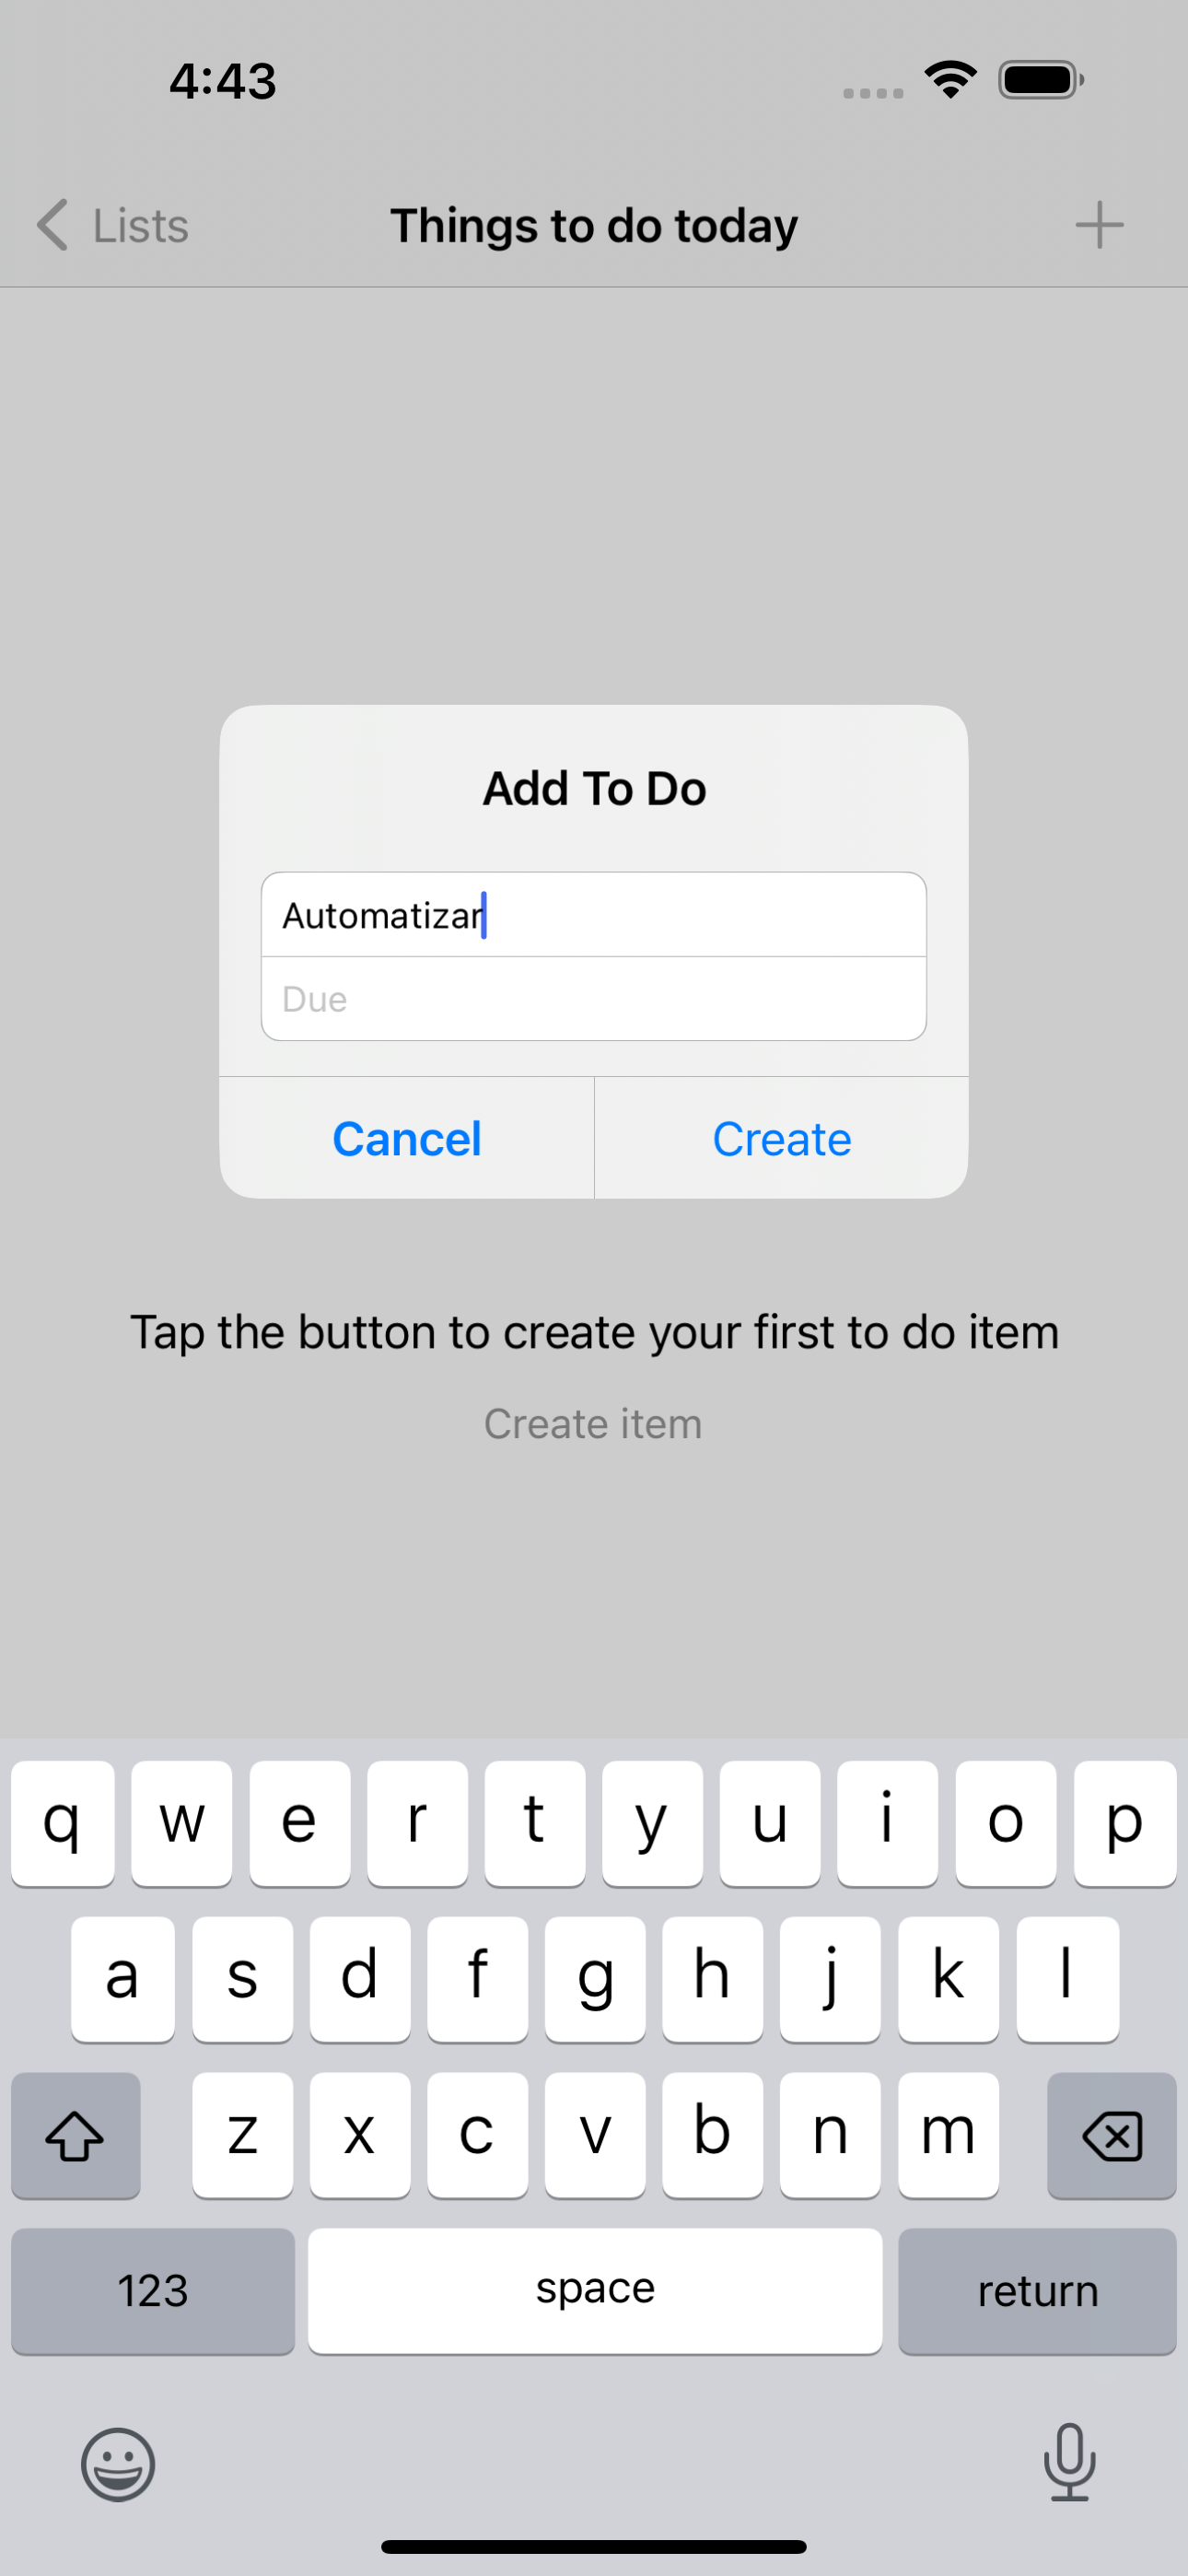 4:43
Lists
Things to do today
Add To Do
Automatizar
Due
Cancel
Create
Tap the button to create your first to do item
Create item
q w e r t y u i o p
a s d f g h j k l
z x c v b n m
123 space return